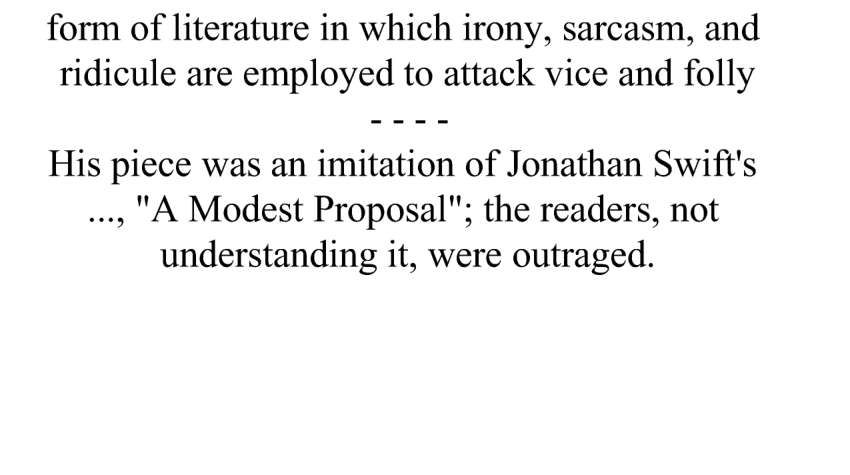 form of literature in which irony, sarcasm, and
ridicule are employed to attack vice and folly
- - - -
His piece was an imitation of Jonathan Swift's
..., "A Modest Proposal"; the readers, not
understanding it, were outraged.